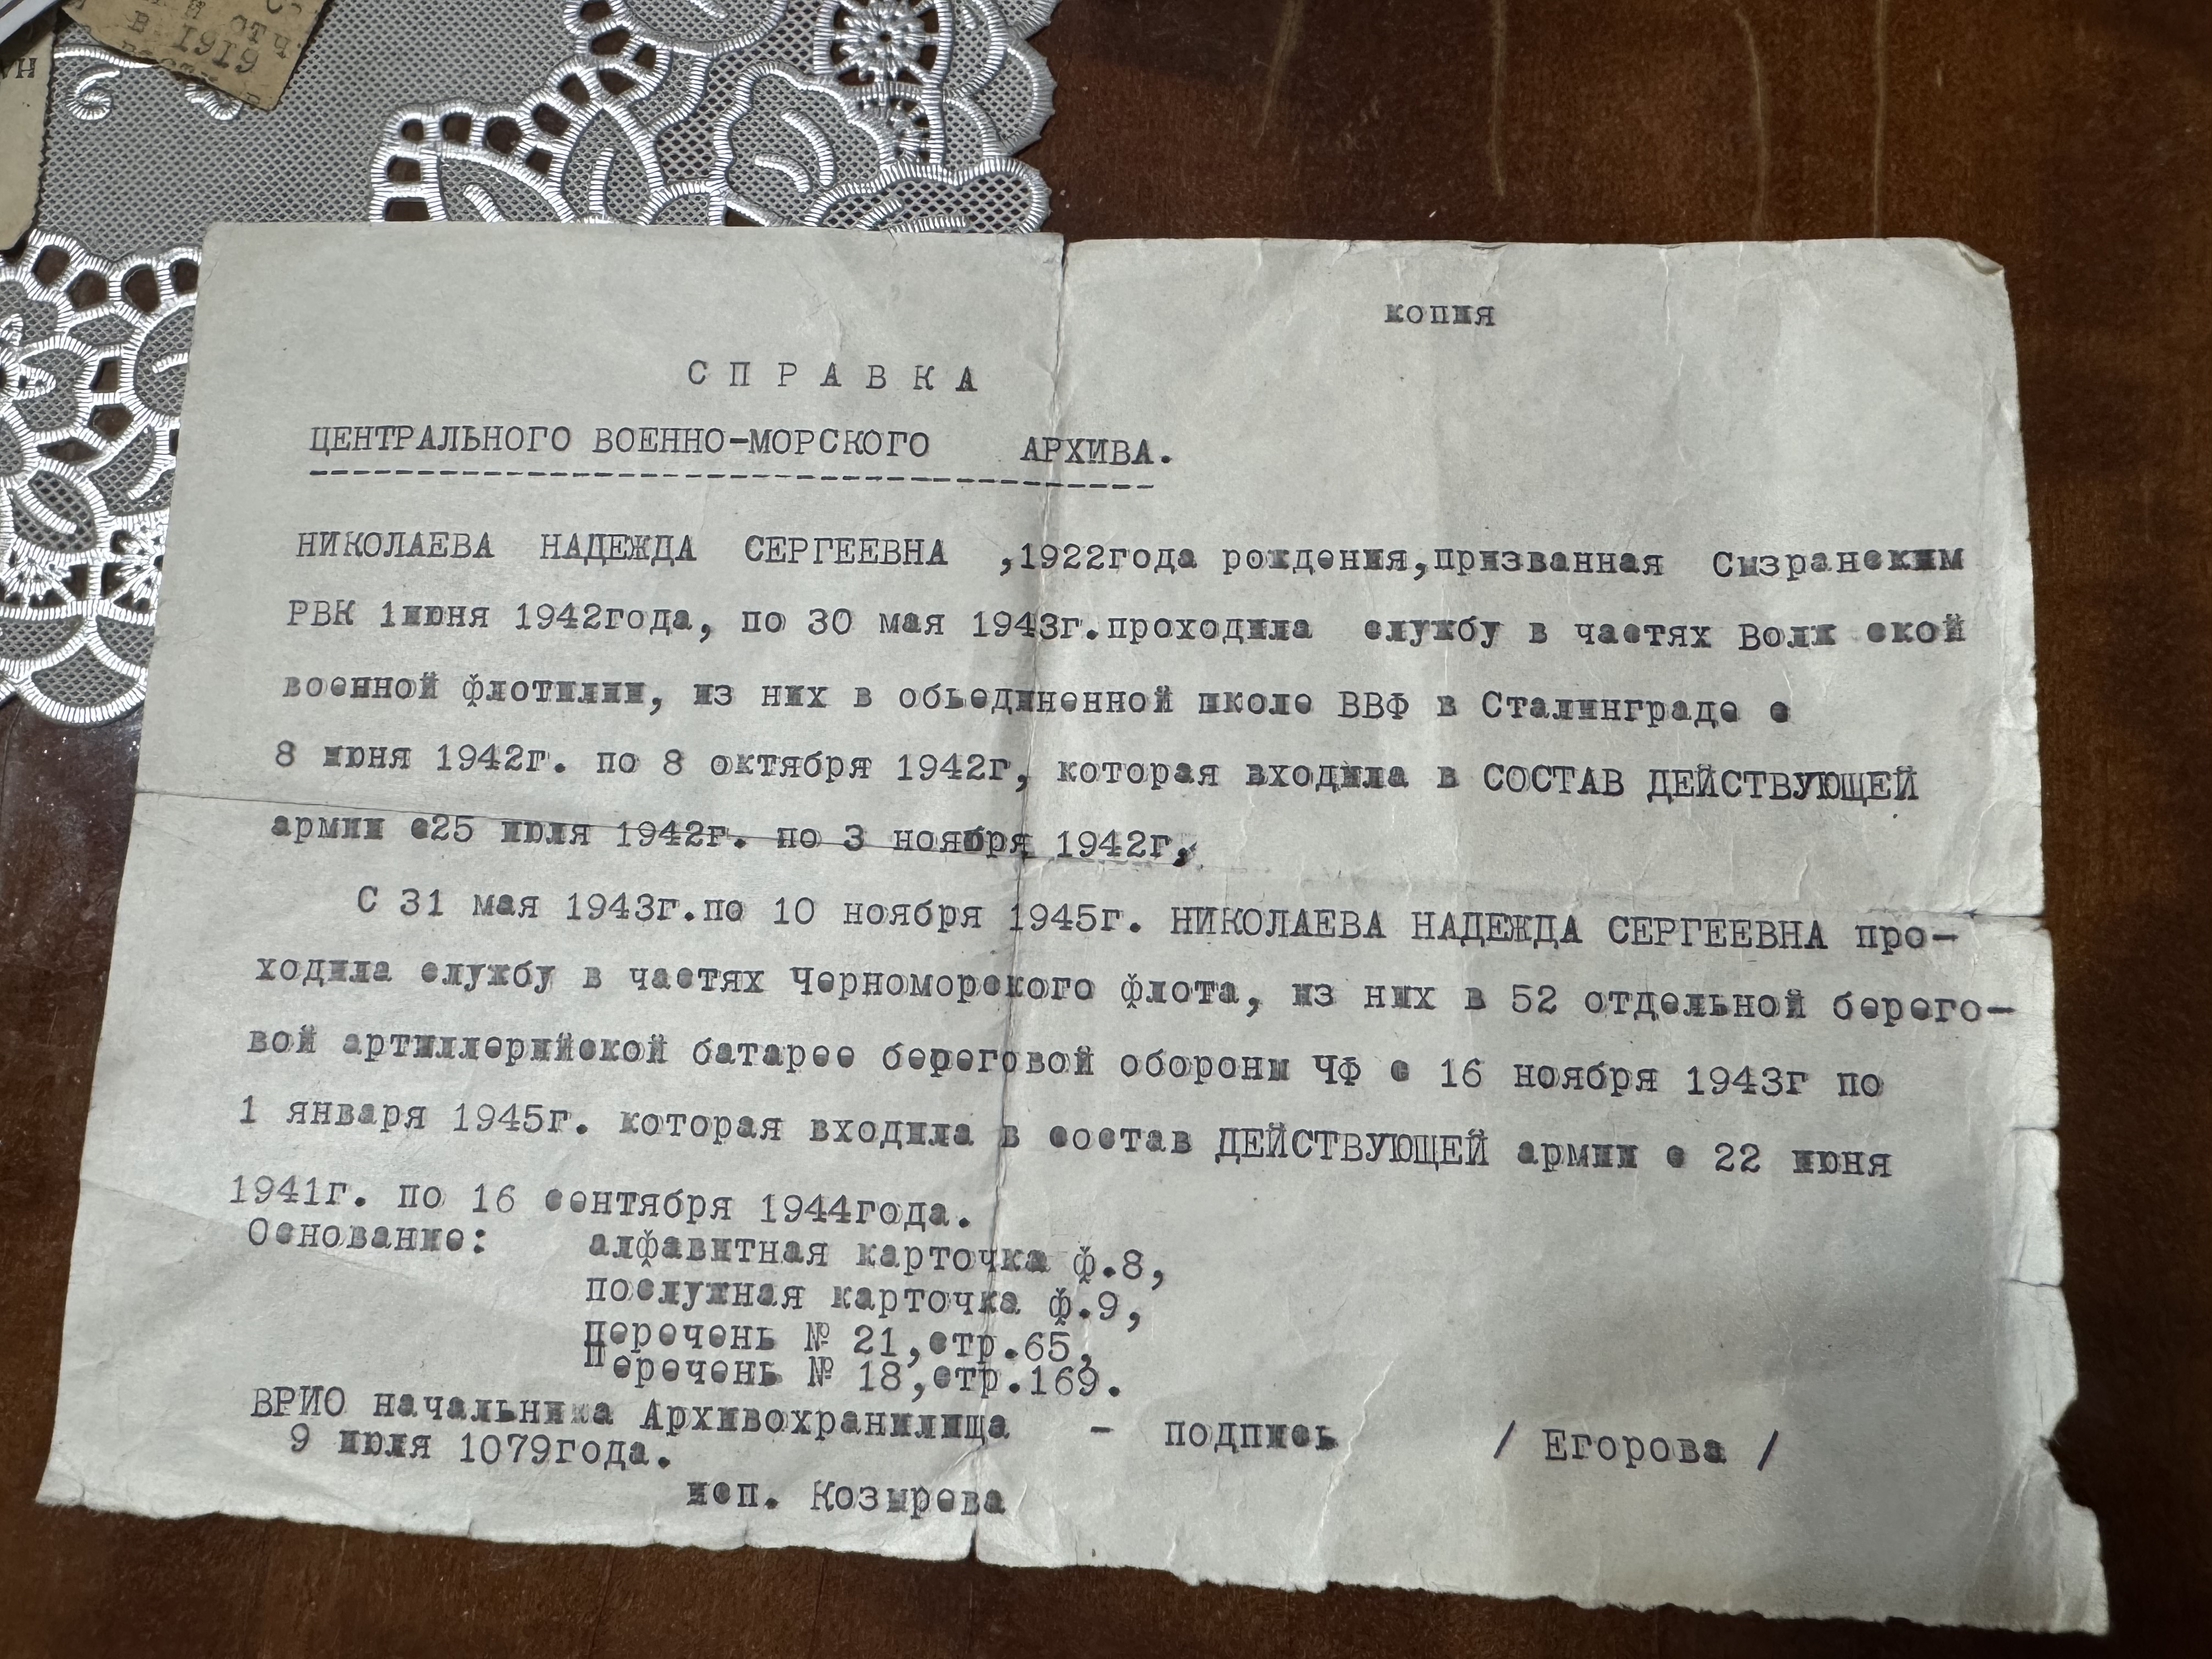 и отч.
в 1919
копия
С П Р А В К А
ЦЕНТРАЛЬНОГО ВОЕННО-МОРСКОГО АРХИВА.
НИКОЛАЕВА НАДЕЖДА СЕРГЕЕВНА ,1922года рождения,призванная Сызранским
РВК 1июня 1942года, по 30 мая 1943г.проходила службу в частях Волж ской
военной флотилии, из них в обьединенной школе ВВФ в Сталинграде с
8 июня 1942г. по 8 октября 1942г, которая входила в СОСТАВ ДЕЙСТВУЮЩЕЙ
армии с25 июля 1942г. по 3 ноября 1942г,
С 31 мая 1943г.по 10 ноября 1945г. НИКОЛАЕВА НАДЕЖДА СЕРГЕЕВНА про-
ходила службу в частях Черноморского флота, из них в 52 отдельной берего-
вой артиллерийской батарее береговой обороны ЧФ с 16 ноября 1943г по
1 января 1945г. которая входила в состав ДЕЙСТВУЮЩЕЙ армии с 22 июня
1941г. по 16 сентября 1944года.
Основание: алфавитная карточка ф.8,
послужная карточка ф.9,
Перечень № 21,стр.65,
Перечень № 18,стр.169.
ВРИО начальника Архивохранилища - подпись / Егорова /
9 июля 1079года.
исп. Козырева